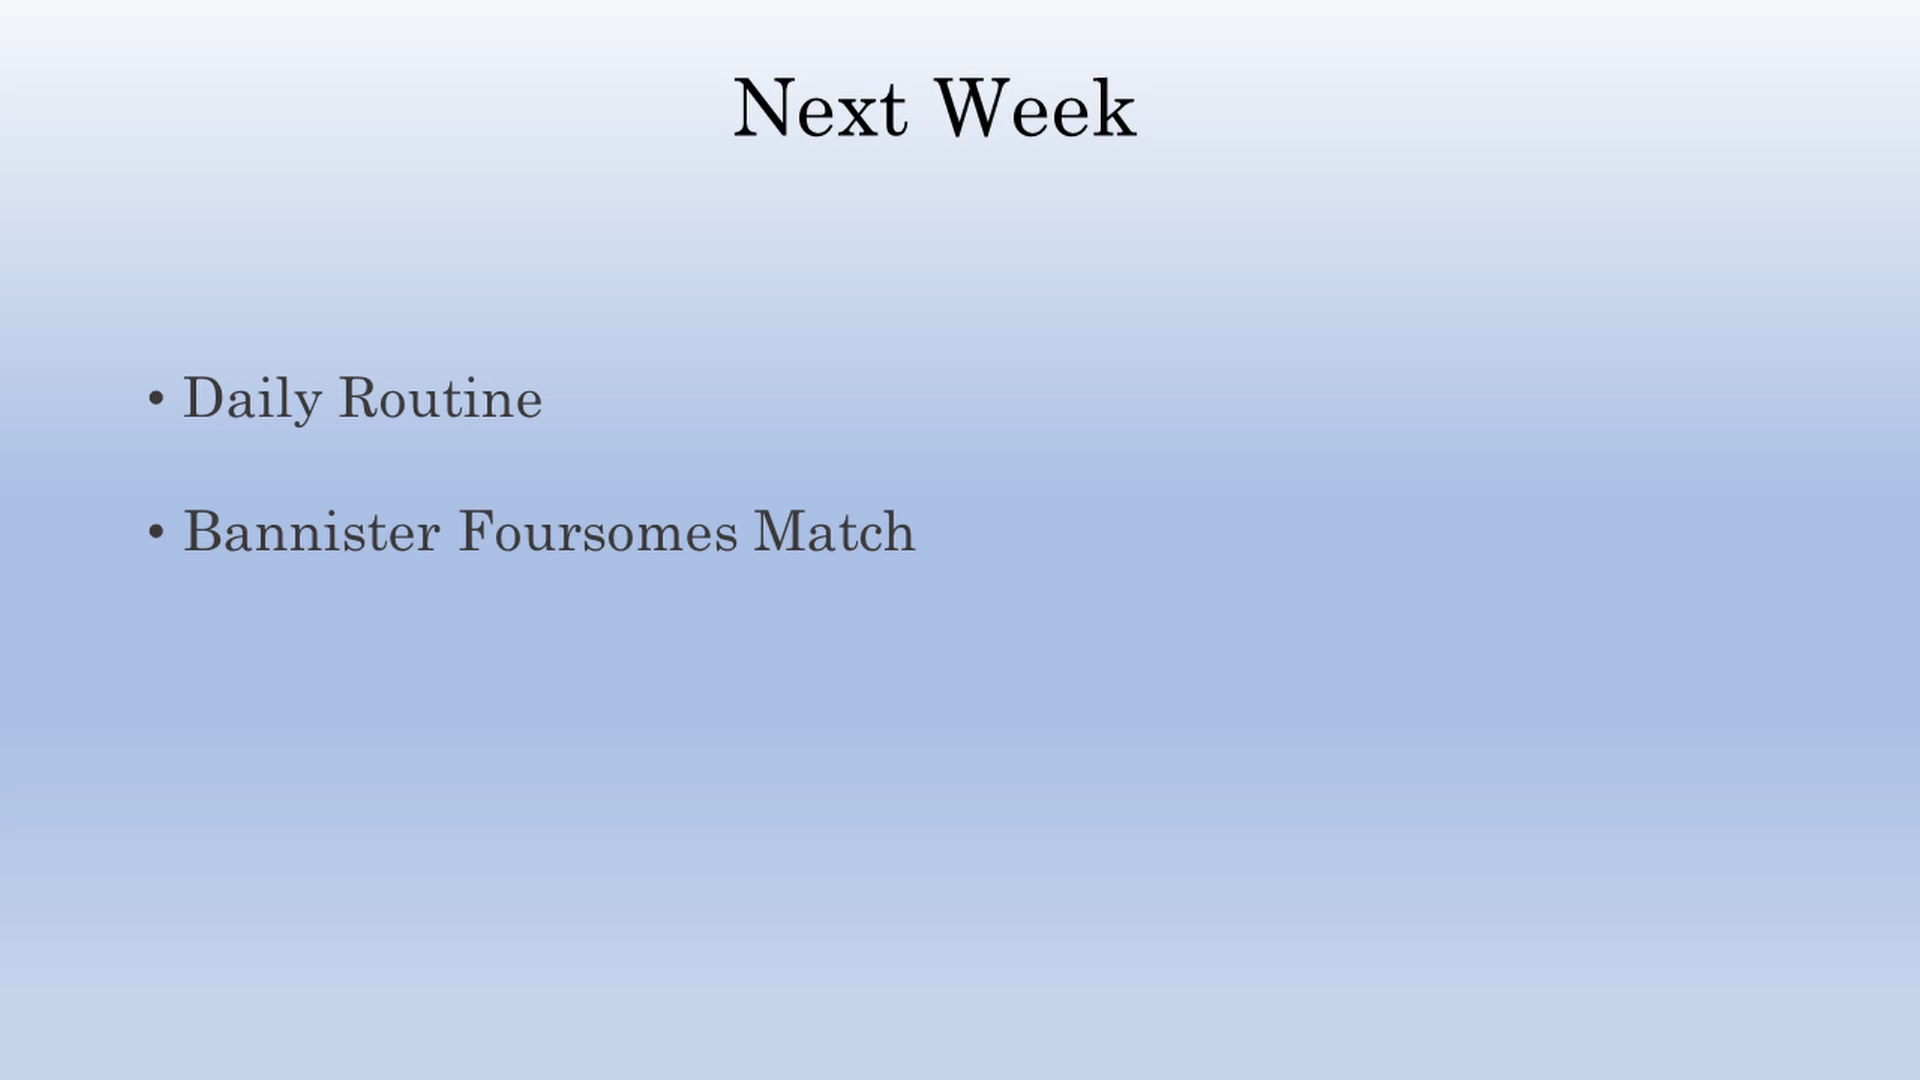 Next Week
• Daily Routine
• Bannister Foursomes Match